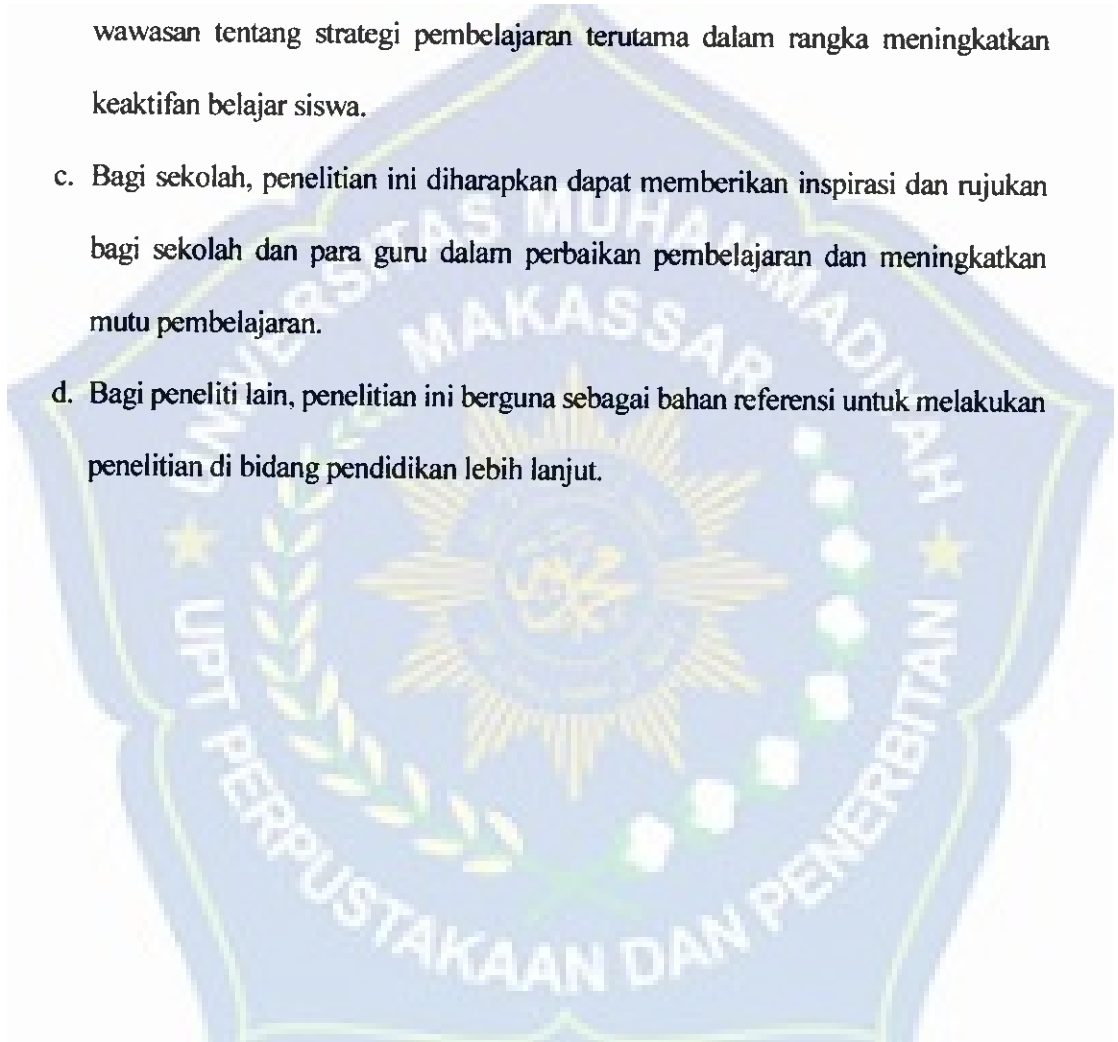 wawasan tentang strategi pembelajaran terutama dalam rangka meningkatkan
keaktifan belajar siswa.
c. Bagi sekolah, penelitian ini diharapkan dapat memberikan inspirasi dan rujukan
bagi sekolah dan para guru dalam perbaikan pembelajaran dan meningkatkan
mutu pembelajaran.
d. Bagi peneliti lain, penelitian ini berguna sebagai bahan referensi untuk melakukan
penelitian di bidang pendidikan lebih lanjut.
UNIVERSITAS MUHAMMADIYAH
MAKASSAR
UPT PERPUSTAKAAN DAN PENERBITAN